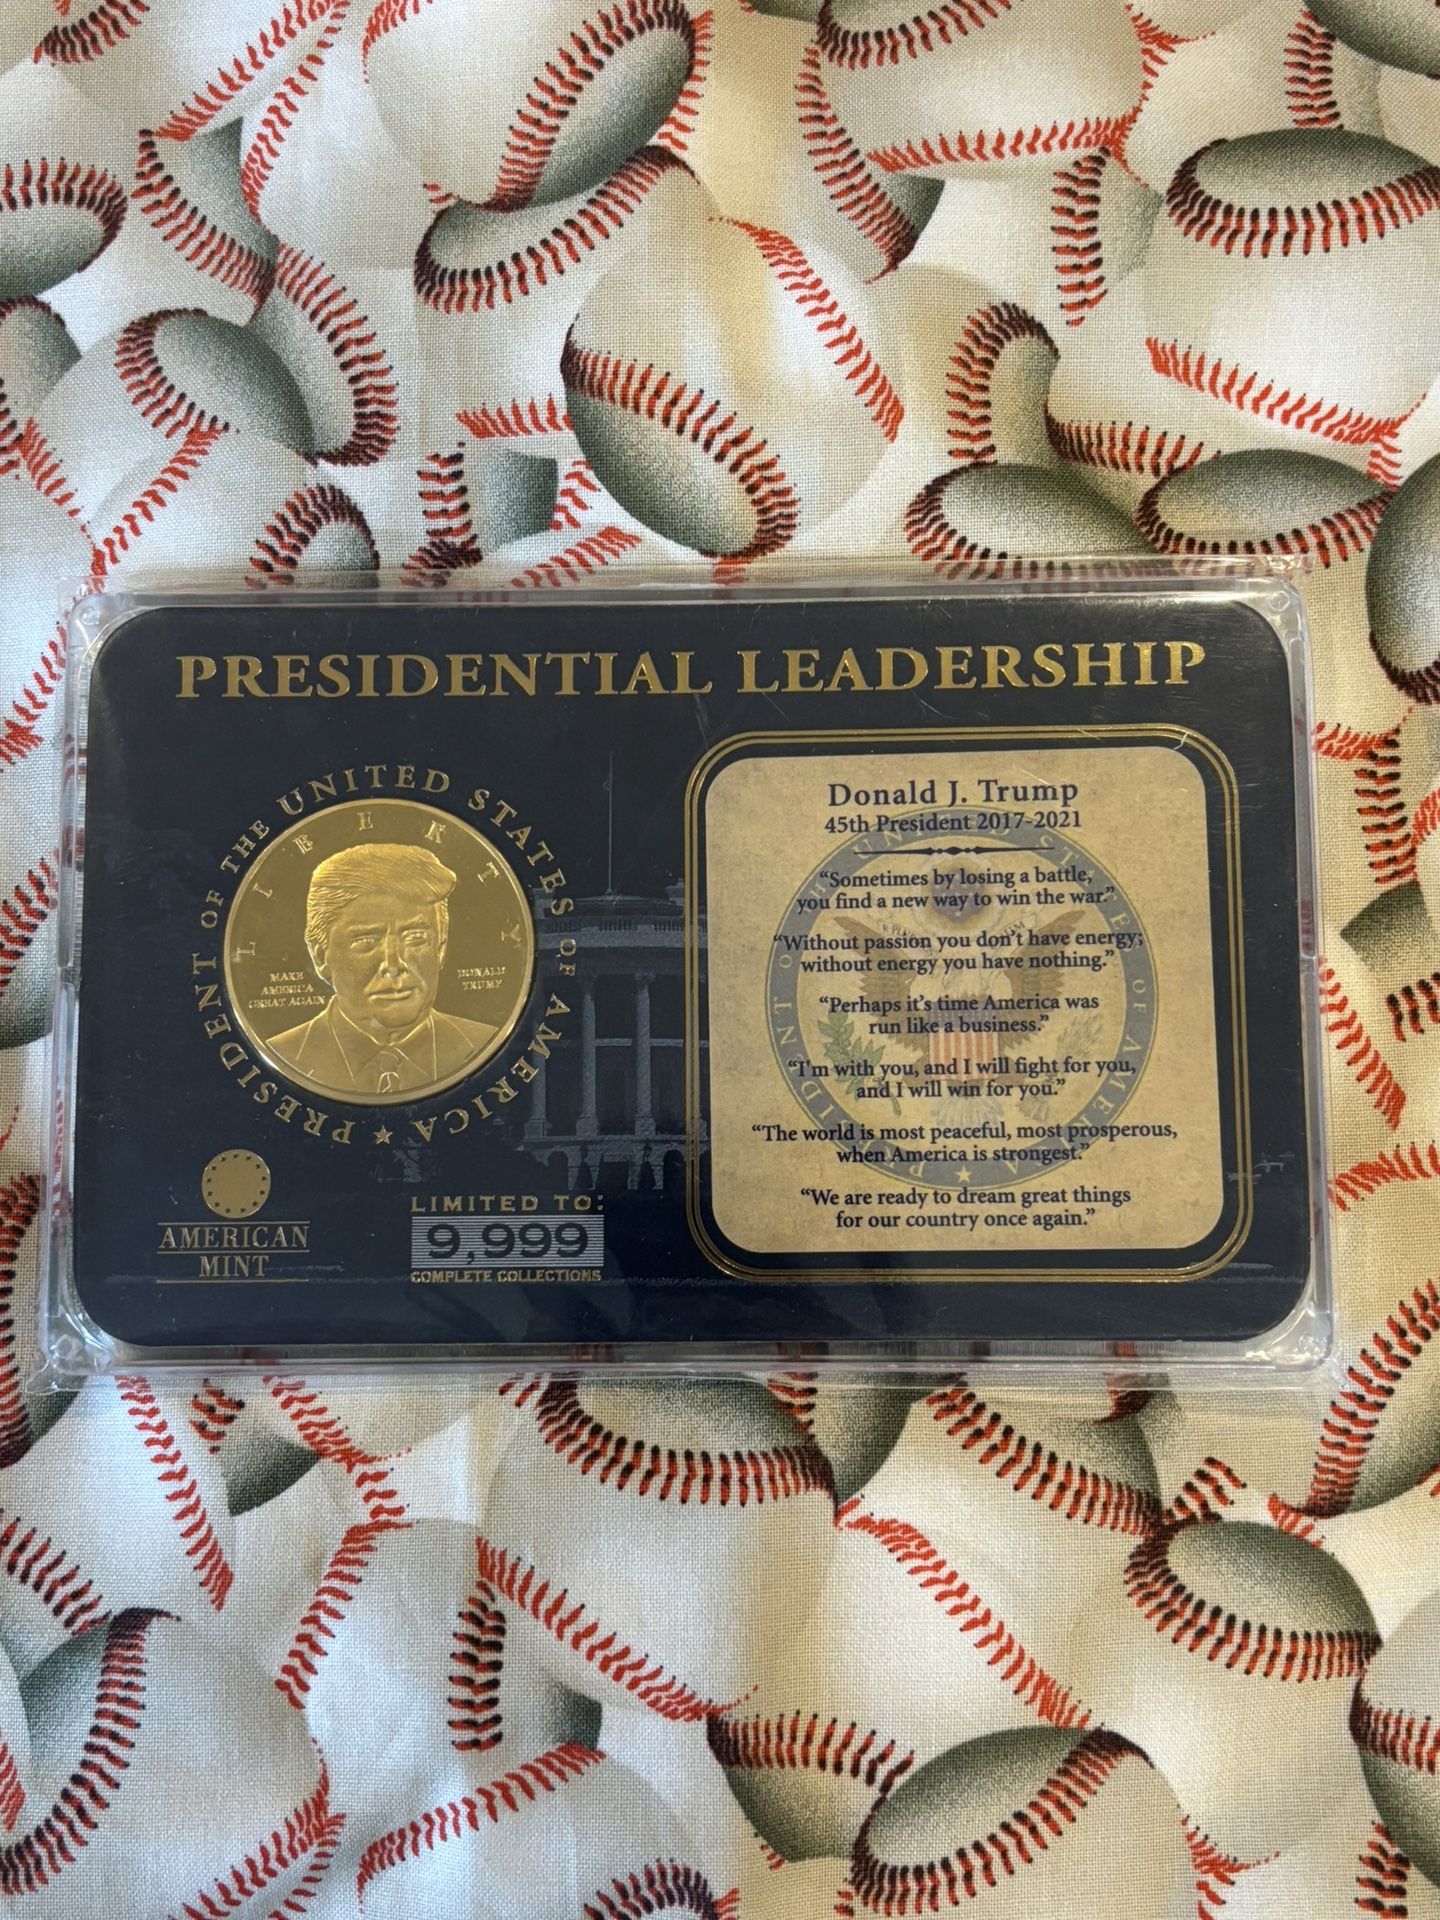 PRESIDENTIAL LEADERSHIP
PRESIDENT OF THE UNITED STATES OF AMERICA ★
LIBERTY
MAKE
AMERICA
GREAT AGAIN
DONALD
TRUMP
AMERICAN
MINT
LIMITED TO:
9,999
COMPLETE COLLECTIONS
Donald J. Trump
45th President 2017-2021
“Sometimes by losing a battle,
you find a new way to win the war.”
“Without passion you don’t have energy;
without energy you have nothing.”
“Perhaps it’s time America was
run like a business.”
“I'm with you, and I will fight for you,
and I will win for you.”
“The world is most peaceful, most prosperous,
when America is strongest.”
“We are ready to dream great things
for our country once again.”